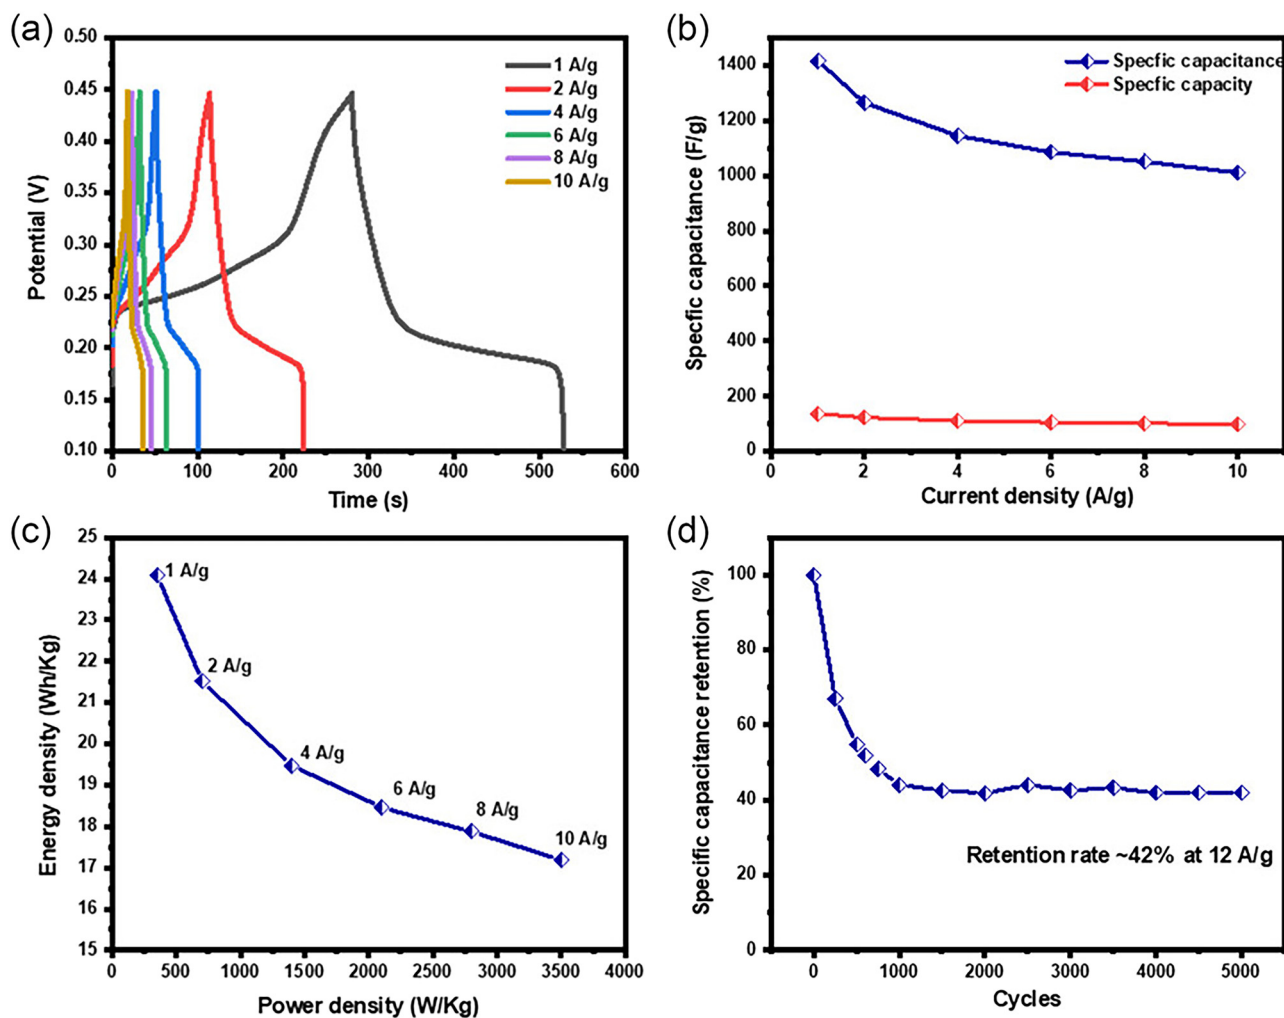 (a)
0.50
0.45
0.40
0.35
0.30
0.25
0.20
0.15
0.10
Potential (V)
1 A/g
2 A/g
4 A/g
6 A/g
8 A/g
10 A/g
0 100 200 300 400 500 600
Time (s)
(b)
1400
1200
1000
800
600
400
200
0
Specfic capacitance (F/g)
Specfic capacitance
Specfic capacity
0 2 4 6 8 10
Current density (A/g)
(c)
25
24
23
22
21
20
19
18
17
16
15
Energy density (Wh/Kg)
1 A/g
2 A/g
4 A/g
6 A/g
8 A/g
10 A/g
0 500 1000 1500 2000 2500 3000 3500 4000
Power density (W/Kg)
(d)
100
80
60
40
20
0
Specific capacitance retention (%)
Retention rate ~42% at 12 A/g
0 1000 2000 3000 4000 5000
Cycles